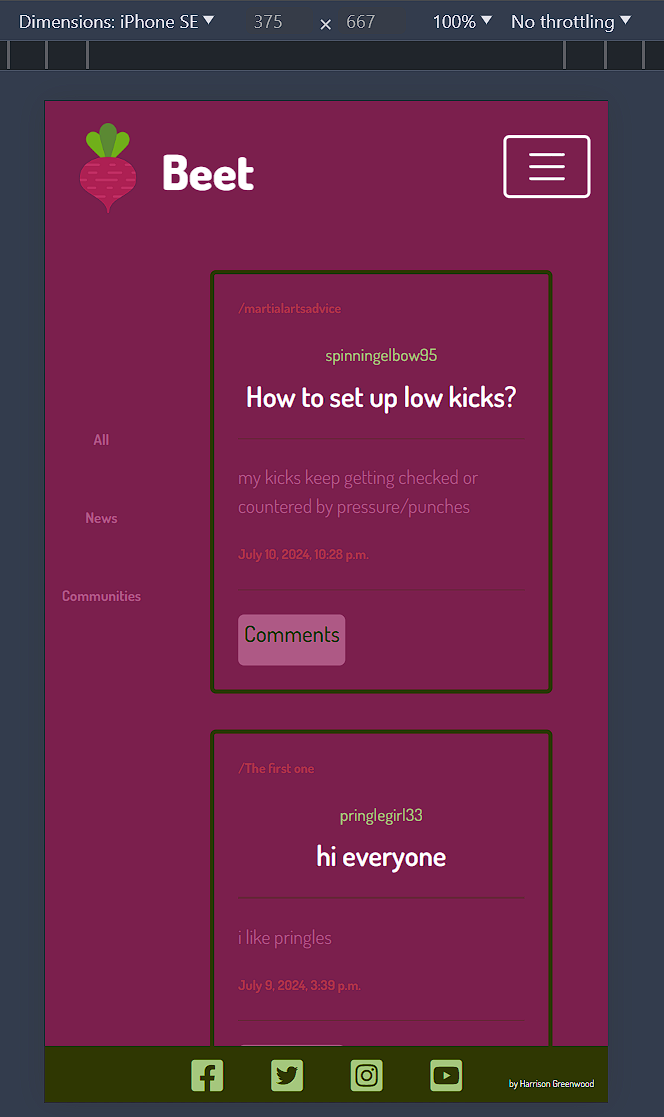 Dimensions: iPhone SE ▼ 375 × 667 100% ▼ No throttling ▼
Beet
/martialartsadvice
spinningelbow95
How to set up low kicks?
All
my kicks keep getting checked or
countered by pressure/punches
News
July 10, 2024, 10:28 p.m.
Communities
Comments
/The first one
pringlegirl33
hi everyone
i like pringles
July 9, 2024, 3:39 p.m.
by Harrison Greenwood